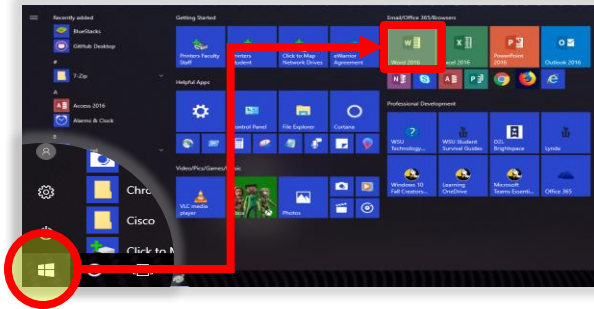 Recently added
BlueStacks
GitHub Desktop
#
7-Zip
A
Access 2016
Alarms & Clock
Chro
Cisco
Click to M
Getting Started
Printers Faculty
Staff
Printers
Student
Click to Map
Network Drives
eWarrior
Agreement
Helpful Apps
Control Panel
File Explorer
Cortana
Video/Pics/Games/Music
VLC media
player
Photos
Email/Office 365/Browsers
Word 2016
Excel 2016
PowerPoint
2016
Outlook 2016
Professional Development
WSU
Technology...
WSU Student
Survival Guides
D2L
Brightspace
Lynda
Windows 10
Fall Creators...
Learning
OneDrive
Microsoft
Teams Essenti...
Office 365